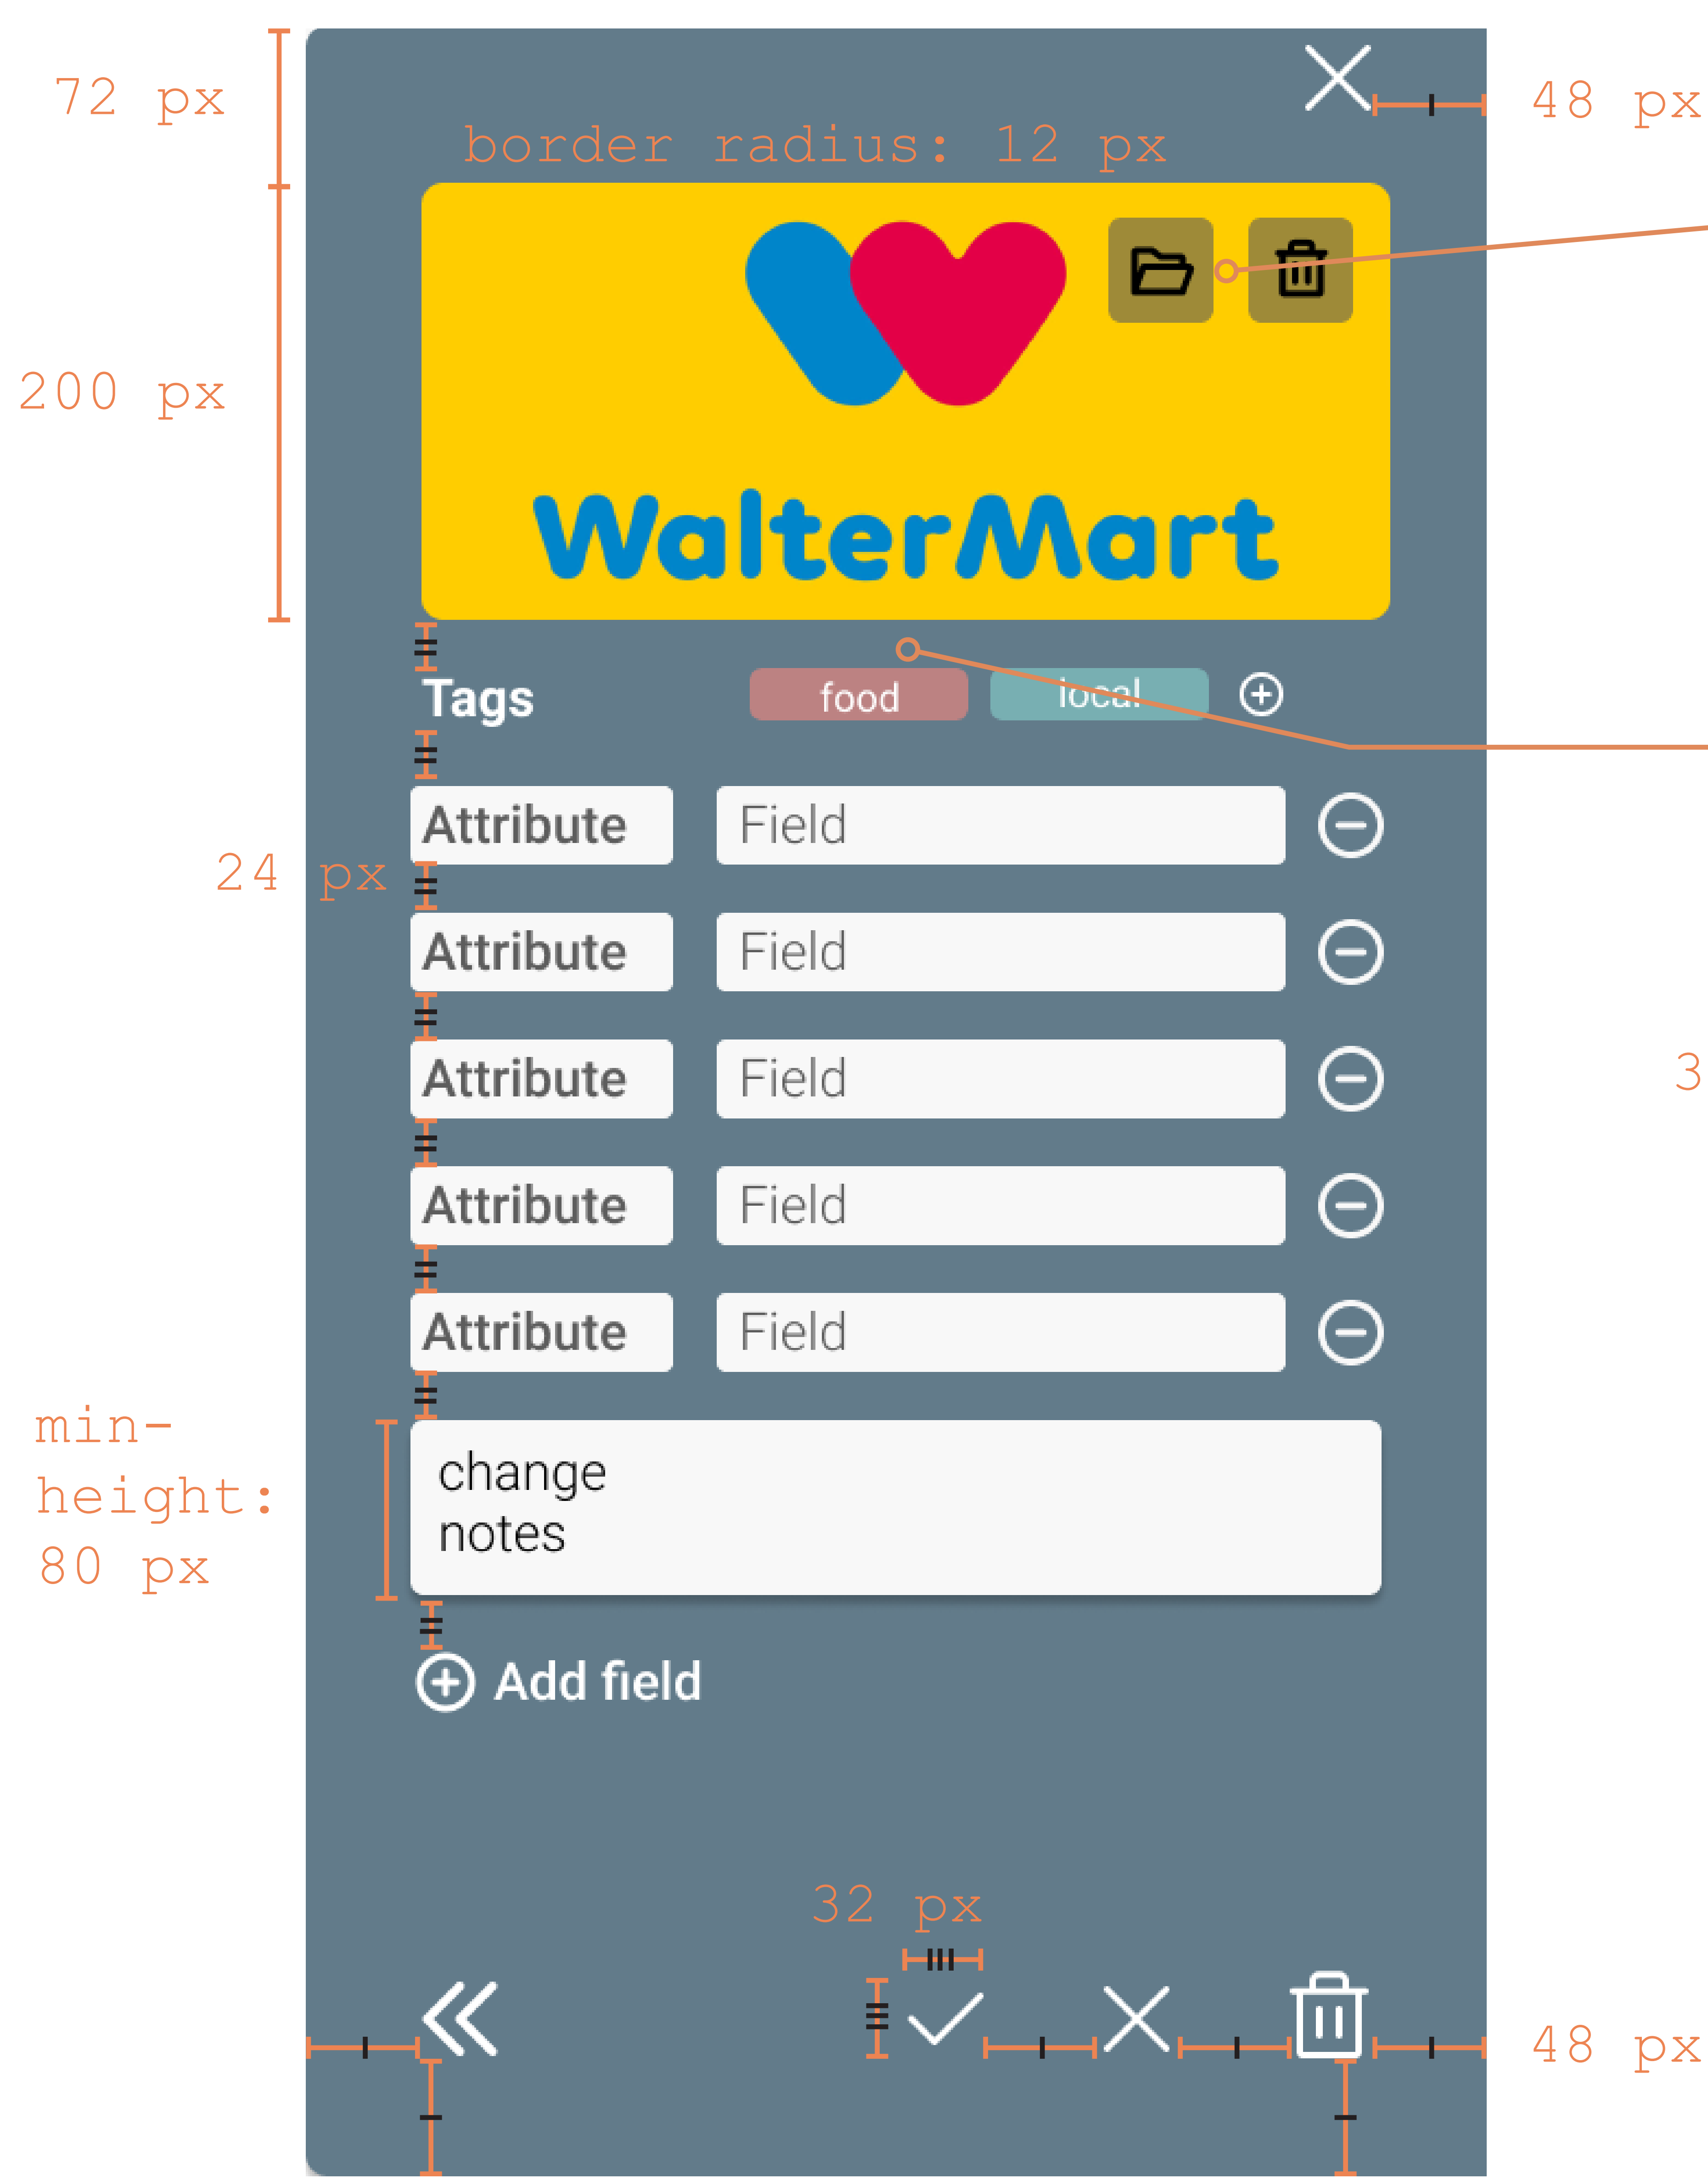 72 px
48 px
border radius: 12 px
200 px
WalterMart
Tags
food
local
Attribute
Field
24 px
Attribute
Field
Attribute
Field
3
Attribute
Field
Attribute
Field
min-
height:
80 px
change
notes
Add field
32 px
48 px